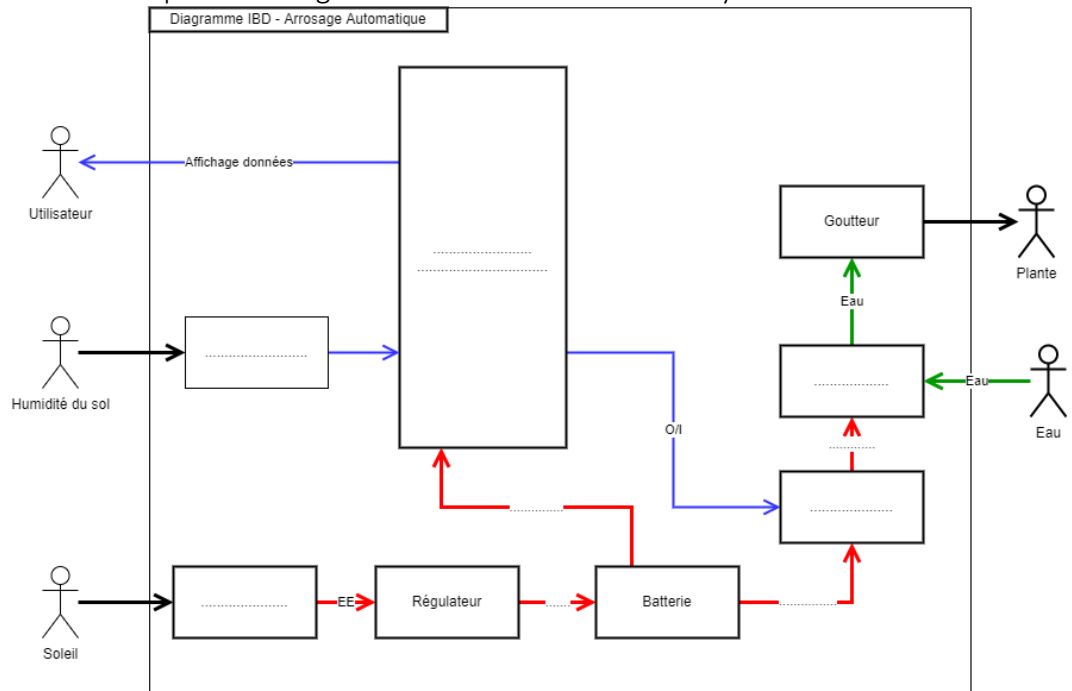 Diagramme IBD - Arrosage Automatique
Affichage données
Utilisateur
Goutteur
Plante
..........................
...................................
Eau
Humidité du sol
............................
....................
Eau
Eau
O/I
.............
.......................
...............
.......................
EE
Régulateur
.......
Batterie
................
Soleil